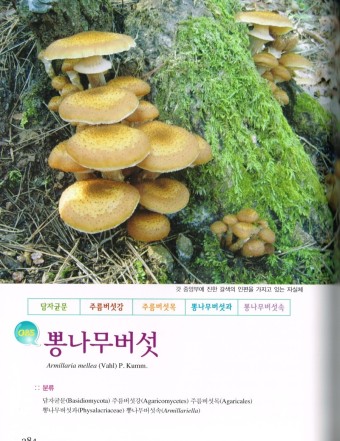 갓 중앙부에 진한 갈색의 인편을 가지고 있는 자실체
담자균문 주름버섯강 주름버섯목 뽕나무버섯과 뽕나무버섯속
085
뽕나무버섯
Armillaria mellea (Vahl) P. Kumm.
:: 분류
담자균문(Basidiomycota) 주름버섯강(Agaricomycetes) 주름버섯목(Agaricales)
뽕나무버섯과(Physalacriaceae) 뽕나무버섯속(Armillariella)
284